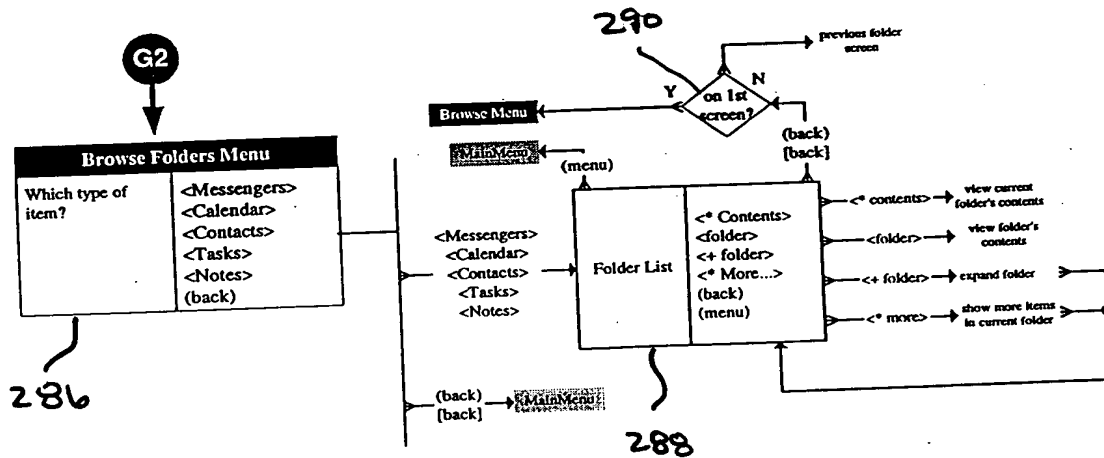 290
previous folder
screen
G2
Y
N
on 1st
screen?
Browse Menu
(back)
[back]
MainMenu
(menu)
Browse Folders Menu
Which type of
item?
<Messengers>
<Calendar>
<Contacts>
<Tasks>
<Notes>
(back)
<Messengers>
<Calendar>
<Contacts>
<Tasks>
<Notes>
Folder List
<* Contents>
<folder>
<+ folder>
<* More...>
(back)
(menu)
<* contents>
view current
folder's contents
<folder>
view folder's
contents
<+ folder>
expand folder
<* more>
show more items
in current folder
286
(back)
[back]
MainMenu
288